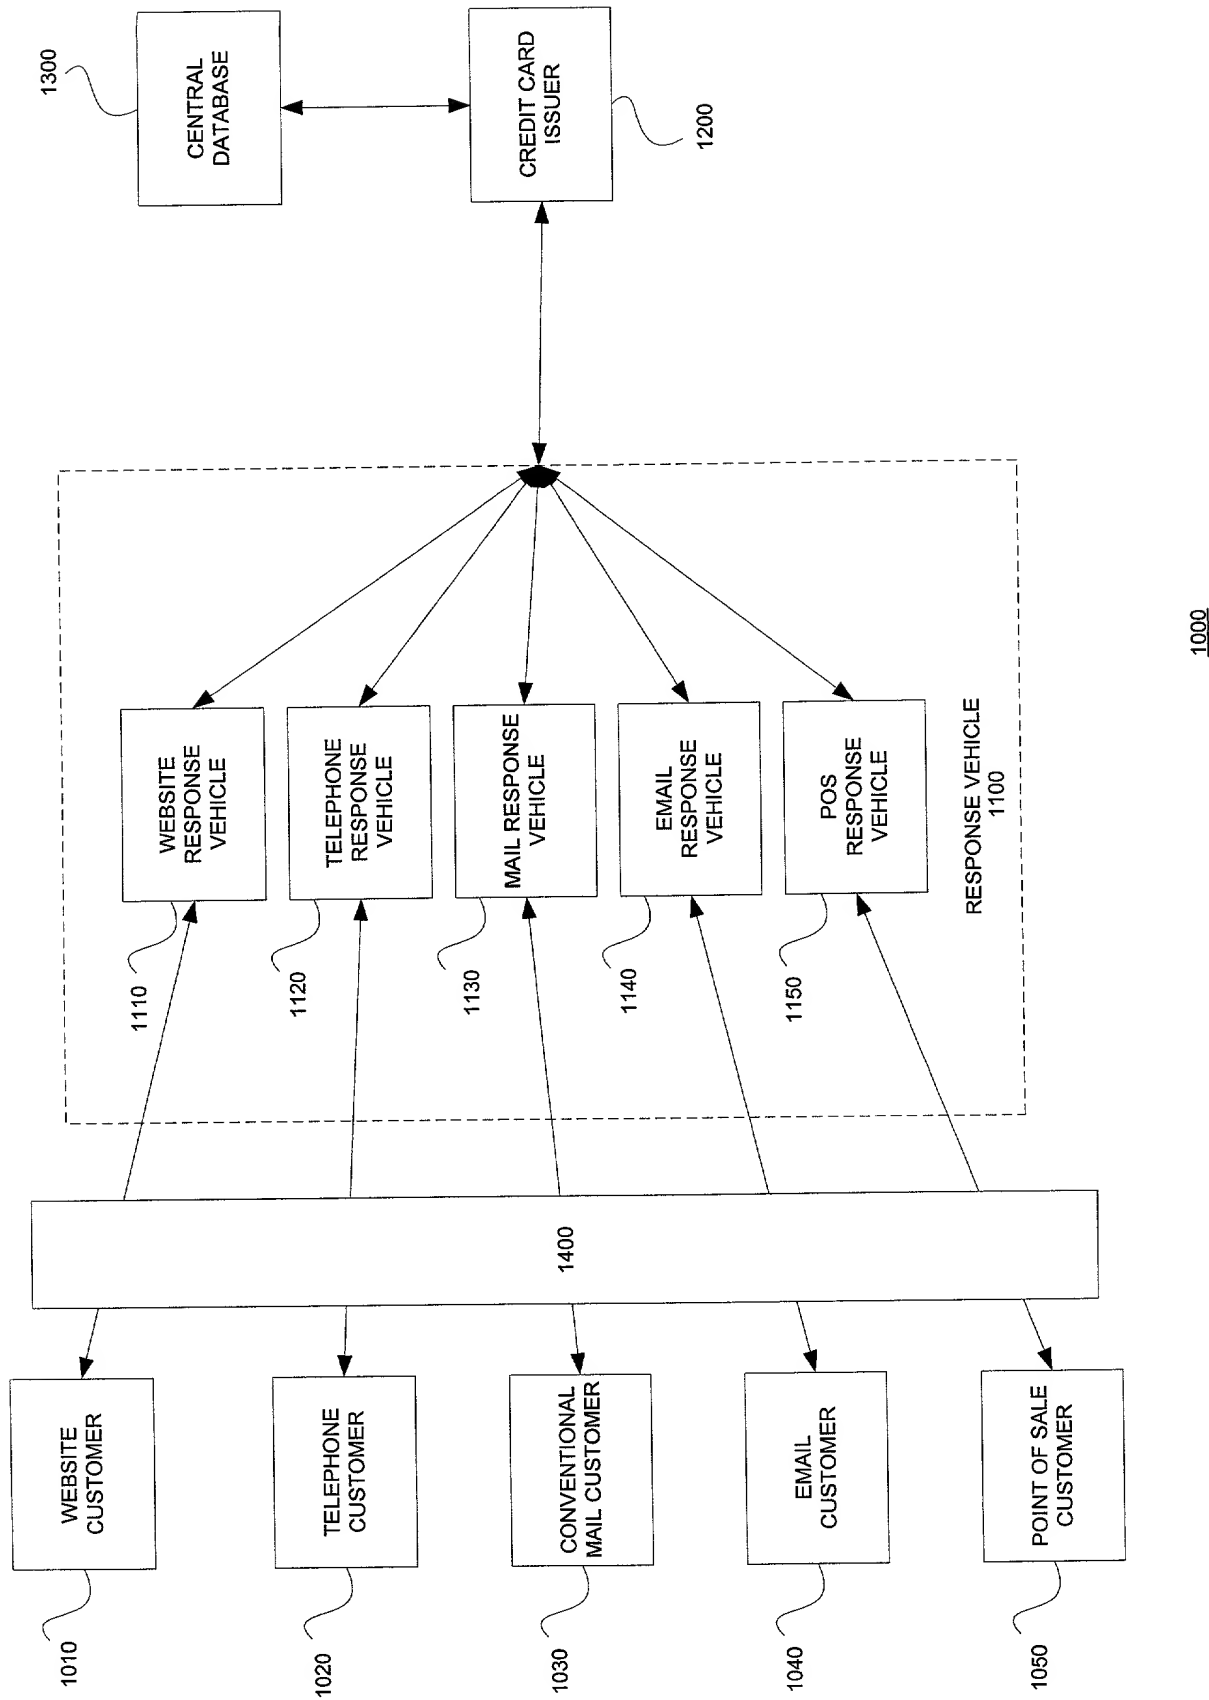 1010
WEBSITE
CUSTOMER
1020
TELEPHONE
CUSTOMER
1030
CONVENTIONAL
MAIL CUSTOMER
1040
EMAIL
CUSTOMER
1050
POINT OF SALE
CUSTOMER
1400
1110
WEBSITE
RESPONSE
VEHICLE
1120
TELEPHONE
RESPONSE
VEHICLE
1130
MAIL RESPONSE
VEHICLE
1140
EMAIL
RESPONSE
VEHICLE
1150
POS
RESPONSE
VEHICLE
RESPONSE VEHICLE
1100
1300
CENTRAL
DATABASE
CREDIT CARD
ISSUER
1200
1000